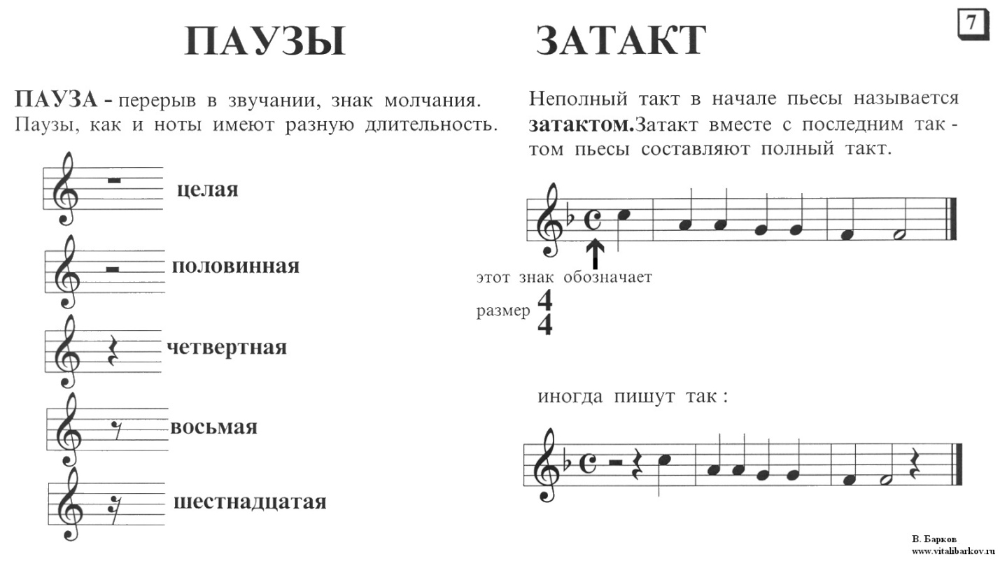 7
ПАУЗЫ
ПАУЗА - перерыв в звучании, знак молчания.
Паузы, как и ноты имеют разную длительность.
целая
половинная
четвертная
восьмая
шестнадцатая
ЗАТАКТ
Неполный такт в начале пьесы называется
затактом.Затакт вместе с последним так -
том пьесы составляют полный такт.
этот знак обозначает
размер 4
4
иногда пишут так :
В. Барков
www.vitalibarkov.ru